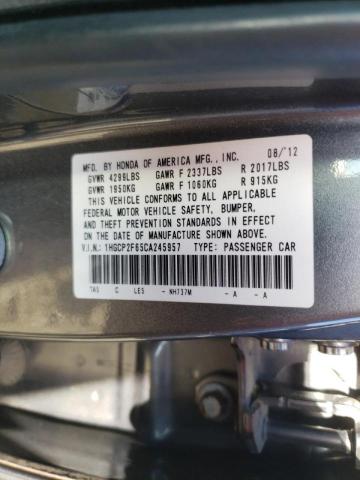 MFD. BY HONDA OF AMERICA MFG., INC. 08/'12
GVWR 4299LBS GAWR F 2337LBS R 2017LBS
GVWR 1950KG GAWR F 1060KG R 915KG
THIS VEHICLE CONFORMS TO ALL APPLICABLE
FEDERAL MOTOR VEHICLE SAFETY, BUMPER,
AND THEFT PREVENTION STANDARDS IN EFFECT
ON THE DATE OF MANUFACTURE SHOWN ABOVE.
V.I.N.: 1HGCP2F65CA245957 TYPE: PASSENGER CAR
TA5 C LES - NH737M - A - A